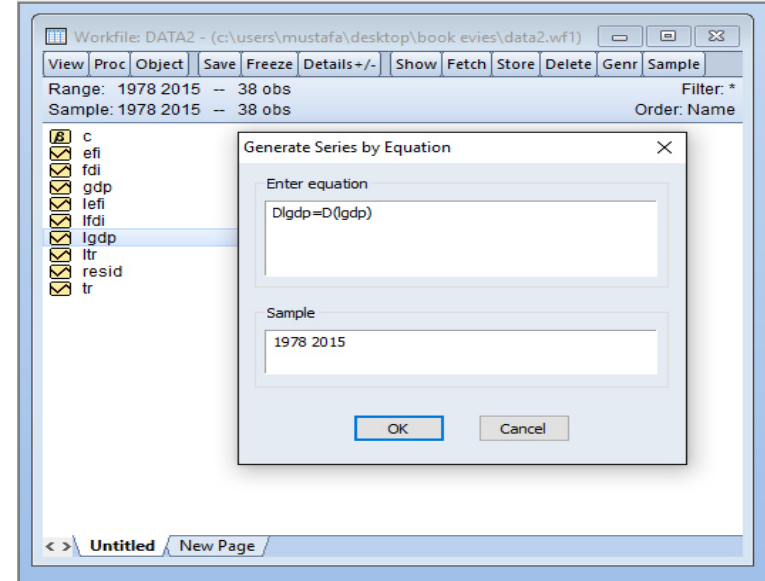 Workfile: DATA2 - (c:\users\mustafa\desktop\book evies\data2.wf1)
View Proc Object Save Freeze Details+/- Show Fetch Store Delete Genr Sample
Range: 1978 2015 -- 38 obs Filter: *
Sample: 1978 2015 -- 38 obs Order: Name
B c
efi
fdi
gdp
lefi
lfdi
lgdp
ltr
resid
tr
Generate Series by Equation
Enter equation
Dlgdp=D(lgdp)
Sample
1978 2015
OK Cancel
< > Untitled New Page